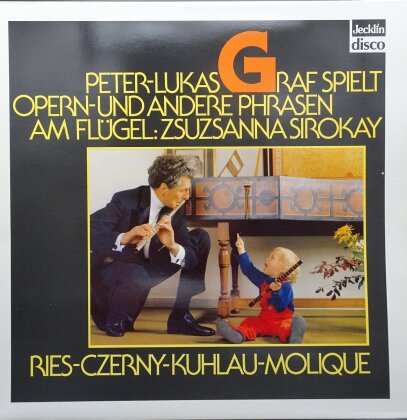 Jecklin
disco
PETER-LUKAS GRAF SPIELT
OPERN-UND ANDERE PHRASEN
AM FLÜGEL: ZSUZSANNA SIROKAY
RIES-CZERNY-KUHLAU-MOLIQUE